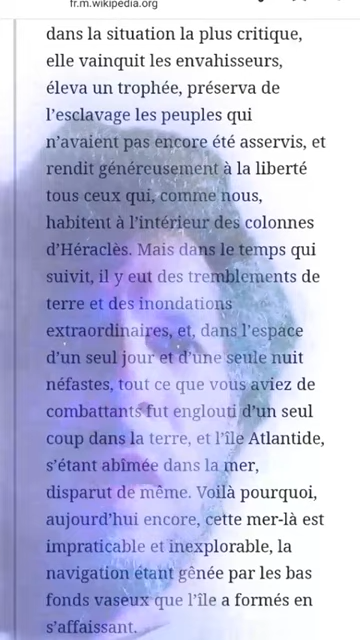 fr.m.wikipedia.org
dans la situation la plus critique,
elle vainquit les envahisseurs,
éleva un trophée, préserva de
l’esclavage les peuples qui
n’avaient pas encore été asservis, et
rendit généreusement à la liberté
tous ceux qui, comme nous,
habitent à l’intérieur des colonnes
d’Héraclès. Mais dans le temps qui
suivit, il y eut des tremblements de
terre et des inondations
extraordinaires, et, dans l’espace
d’un seul jour et d’une seule nuit
néfastes, tout ce que vous aviez de
combattants fut englouti d’un seul
coup dans la terre, et l’île Atlantide,
s’étant abîmée dans la mer,
disparut de même. Voilà pourquoi,
aujourd’hui encore, cette mer-là est
impraticable et inexplorable, la
navigation étant gênée par les bas
fonds vaseux que l’île a formés en
s’affaissant.